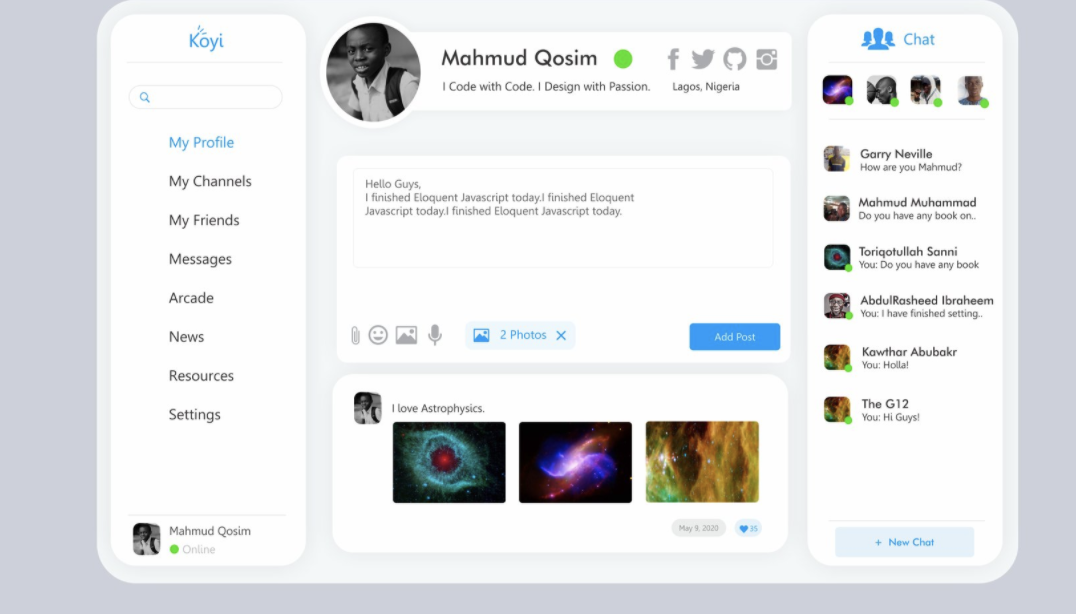 Koyi
My Profile
My Channels
My Friends
Messages
Arcade
News
Resources
Settings
Mahmud Qosim
Online
Mahmud Qosim
I Code with Code. I Design with Passion.
Lagos, Nigeria
Hello Guys,
I finished Eloquent Javascript today.I finished Eloquent
Javascript today.I finished Eloquent Javascript today.
2 Photos
Add Post
I love Astrophysics.
May 9, 2020
35
Chat
Garry Neville
How are you Mahmud?
Mahmud Muhammad
Do you have any book on..
Toriqotullah Sanni
You: Do you have any book
AbdulRasheed Ibraheem
You: I have finished setting..
Kawthar Abubakr
You: Holla!
The G12
You: Hi Guys!
+ New Chat